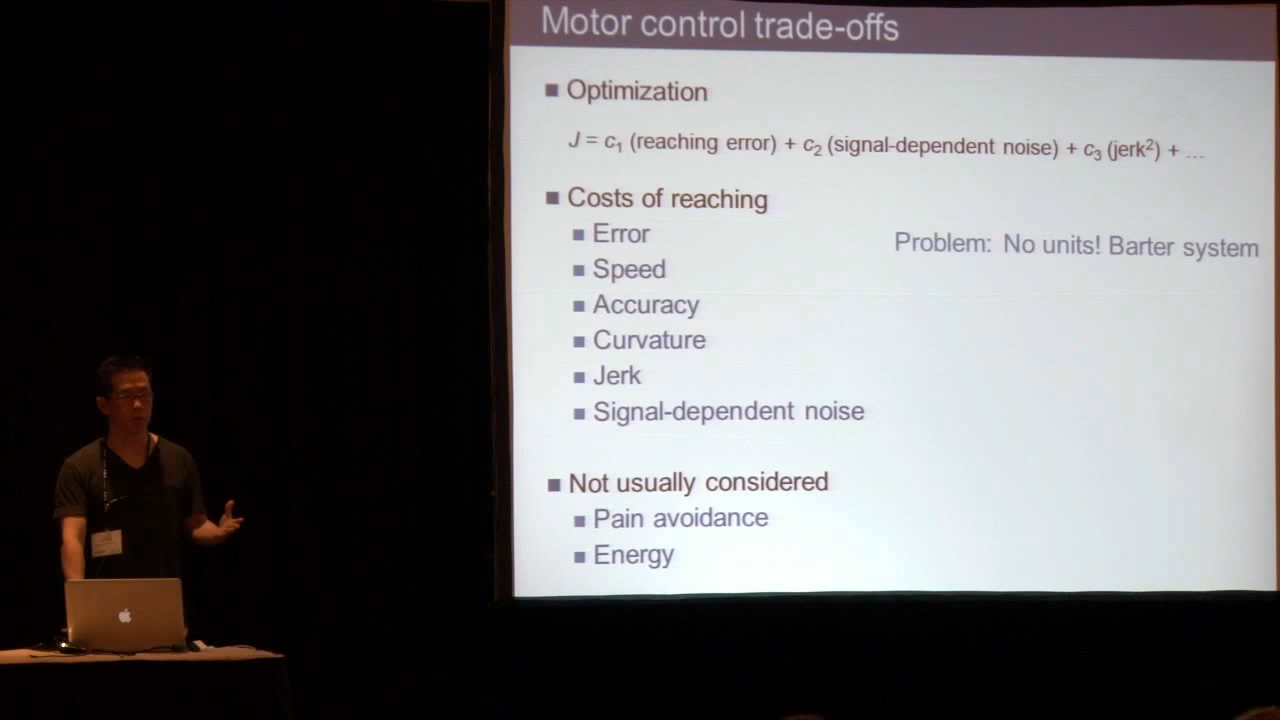 Motor control trade-offs
■ Optimization
J = c₁ (reaching error) + c₂ (signal-dependent noise) + c₃ (jerk²) + ...
■ Costs of reaching
■ Error
Problem: No units! Barter system
■ Speed
■ Accuracy
■ Curvature
■ Jerk
■ Signal-dependent noise
■ Not usually considered
■ Pain avoidance
■ Energy